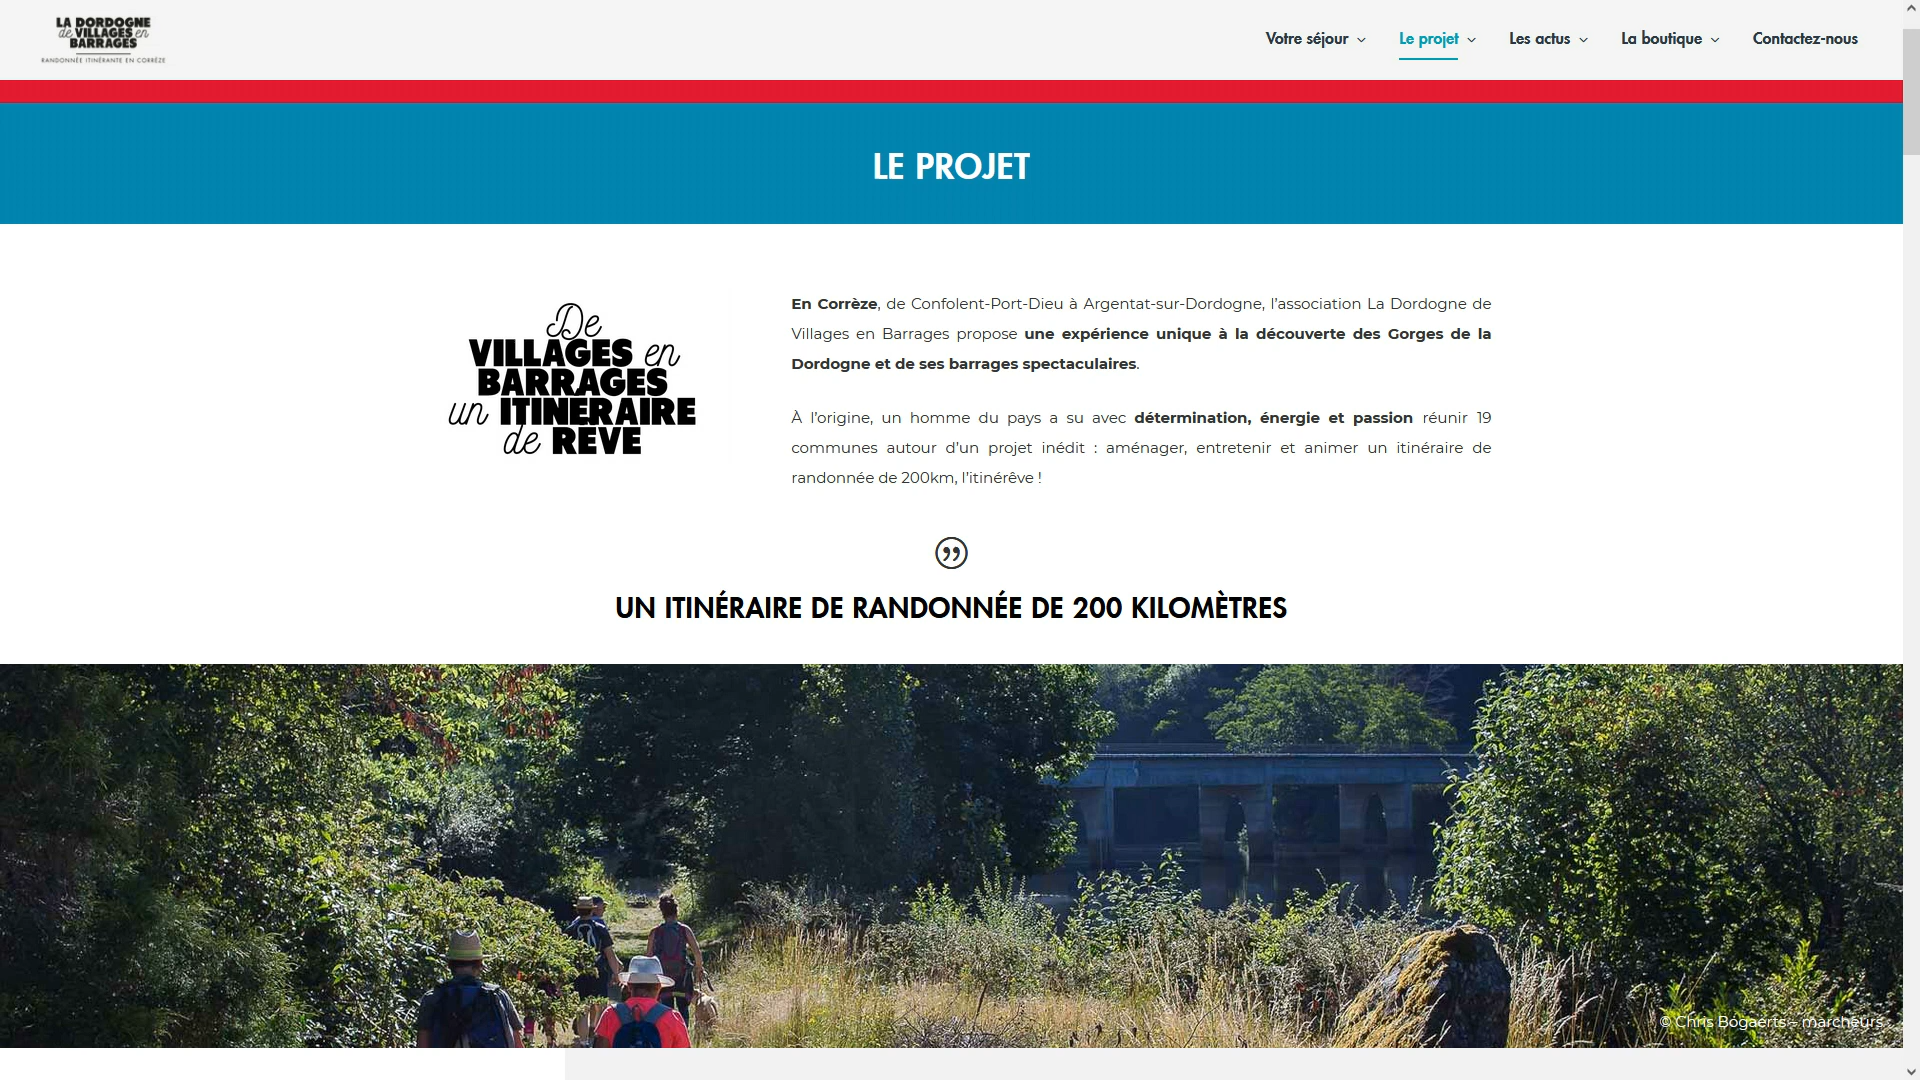 LA DORDOGNE
de VILLAGES en
BARRAGES
RANDONNÉE ITINÉRANTE EN CORRÈZE
Votre séjour
Le projet
Les actus
La boutique
Contactez-nous
LE PROJET
De
VILLAGES en
BARRAGES
un ITINÉRAIRE
de RÊVE
En Corrèze, de Confolent-Port-Dieu à Argentat-sur-Dordogne, l’association La Dordogne de
Villages en Barrages propose une expérience unique à la découverte des Gorges de la
Dordogne et de ses barrages spectaculaires.
À l’origine, un homme du pays a su avec détermination, énergie et passion réunir 19
communes autour d’un projet inédit : aménager, entretenir et animer un itinéraire de
randonnée de 200km, l’itinérêve !
UN ITINÉRAIRE DE RANDONNÉE DE 200 KILOMÈTRES
© Chris Bogaerts – marcheurs